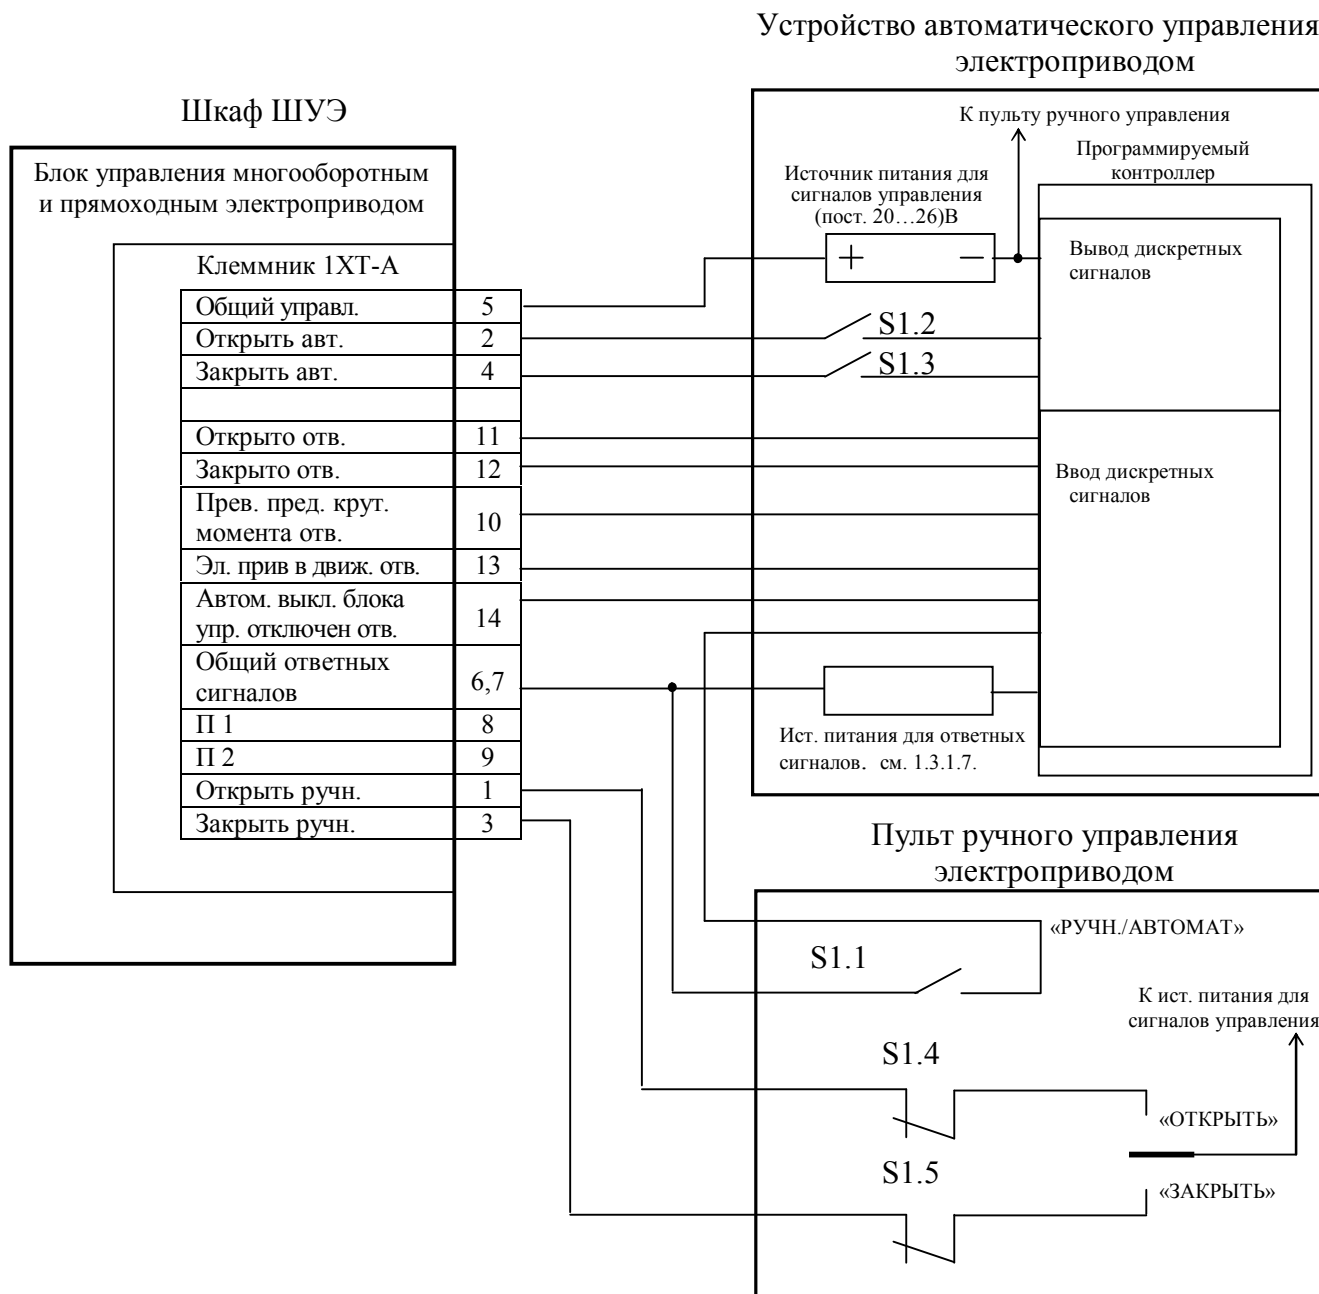 Устройство автоматического управления
электроприводом
Шкаф ШУЭ
Блок управления многооборотным
и прямоходным электроприводом
Клеммник 1ХТ-А
Общий управл. 5
Открыть авт. 2
Закрыть авт. 4
Открыто отв. 11
Закрыто отв. 12
Прев. пред. крут.
момента отв. 10
Эл. прив в движ. отв. 13
Автом. выкл. блока
упр. отключен отв. 14
Общий ответных
сигналов 6,7
П 1 8
П 2 9
Открыть ручн. 1
Закрыть ручн. 3
К пульту ручного управления
Программируемый
контроллер
Источник питания для
сигналов управления
(пост. 20…26)В
+ −
Вывод дискретных
сигналов
S1.2
S1.3
Ввод дискретных
сигналов
Ист. питания для ответных
сигналов. см. 1.3.1.7.
Пульт ручного управления
электроприводом
«РУЧН./АВТОМАТ»
S1.1
К ист. питания для
сигналов управления
S1.4
«ОТКРЫТЬ»
S1.5
«ЗАКРЫТЬ»